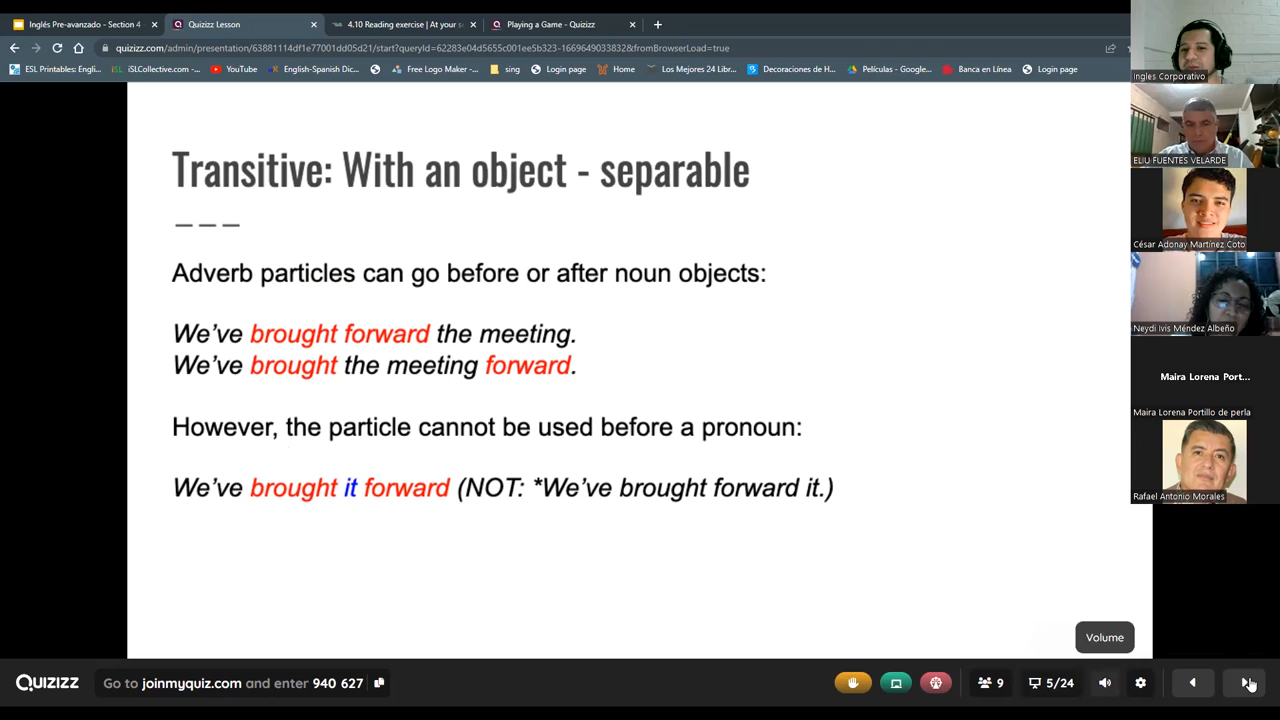 Inglés Pre-avanzado - Section 4
Quizizz Lesson
4.10 Reading exercise | At your s
Playing a Game - Quizizz
quizizz.com/admin/presentation/63881114df1e77001dd05d21/start?queryId=62283e04d5655c001ee5b323-1669649033832&fromBrowserLoad=true
ESL Printables: Engli...
iSLCollective.com -...
YouTube
English-Spanish Dic...
Free Logo Maker -...
sing
Login page
Home
Los Mejores 24 Libr...
Decoraciones de H...
Películas - Google...
Banca en Línea
Login page
Transitive: With an object - separable
Adverb particles can go before or after noun objects:
We've brought forward the meeting.
We've brought the meeting forward.
However, the particle cannot be used before a pronoun:
We've brought it forward (NOT: *We've brought forward it.)
Volume
Quizizz
Go to joinmyquiz.com and enter 940 627
9
5/24
Ingles Corporativo
ELIU FUENTES VELARDE
César Adonay Martínez Coto
Neydi Ivis Méndez Albeño
Maira Lorena Port...
Maira Lorena Portillo de perla
Rafael Antonio Morales